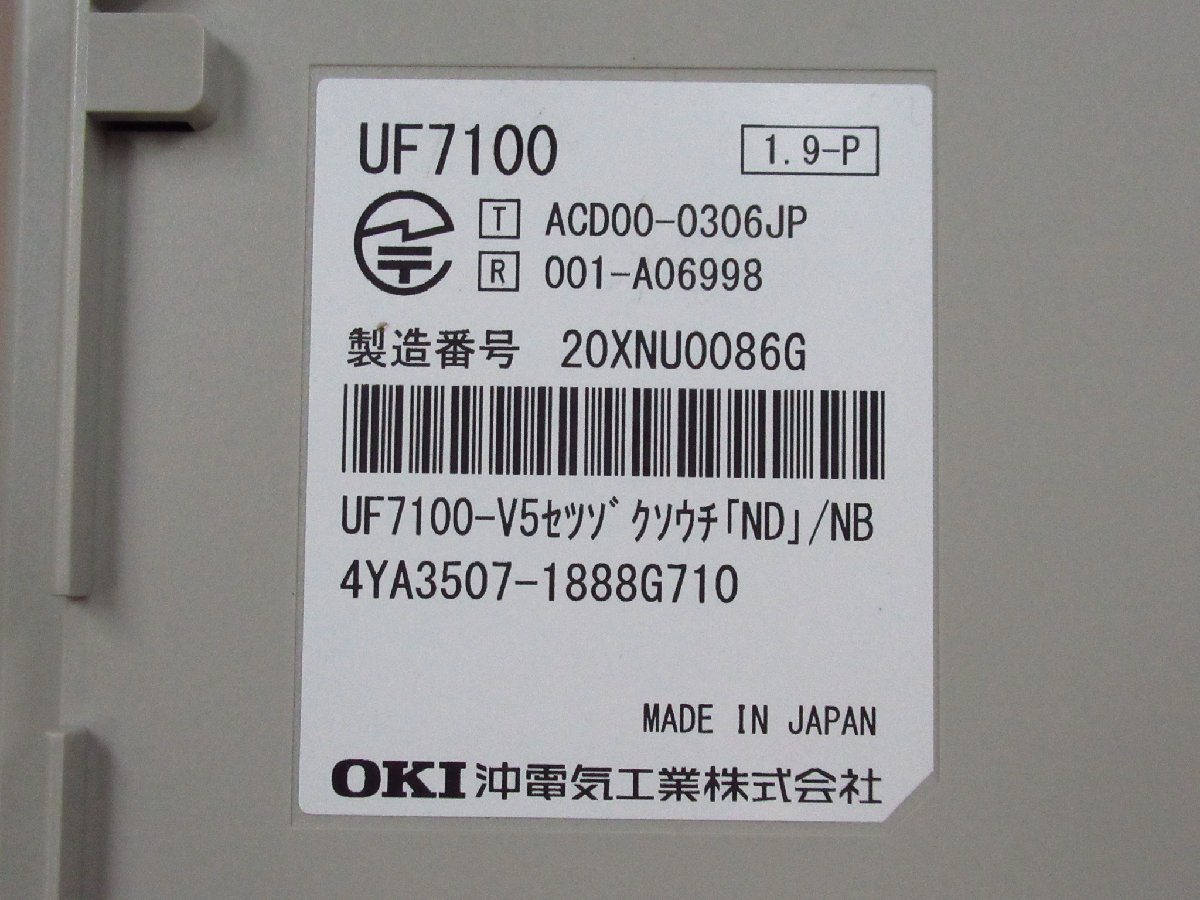 UF7100
1.9-P
T ACD00-0306JP
R 001-A06998
製造番号 20XNU0086G
UF7100-V5ｾﾂｿﾞｸｿｳﾁ｢ND｣/NB
4YA3507-1888G710
MADE IN JAPAN
OKI沖電気工業株式会社